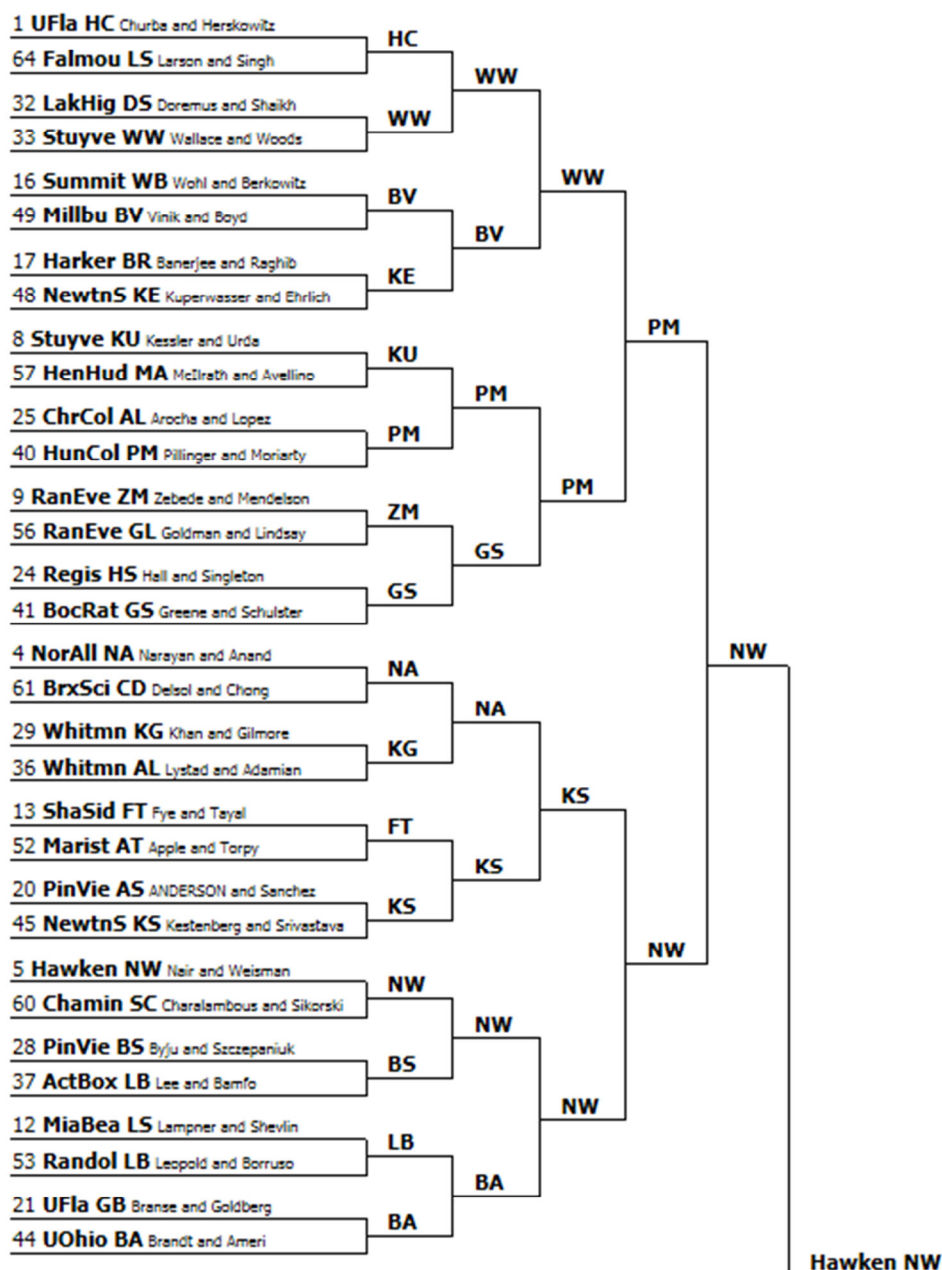 1 UFla HC Churba and Herskowitz
HC
64 Falmou LS Larson and Singh
WW
32 LakHig DS Doremus and Shaikh
WW
33 Stuyve WW Wallace and Woods
WW
16 Summit WB Wohl and Berkowitz
BV
49 Millbu BV Vinik and Boyd
BV
17 Harker BR Banerjee and Raghib
KE
48 NewtnS KE Kuperwasser and Ehrlich
PM
8 Stuyve KU Kessler and Urda
KU
57 HenHud MA McIlrath and Avellino
PM
25 ChrCol AL Arocha and Lopez
PM
40 HunCol PM Pillinger and Moriarty
PM
9 RanEve ZM Zebede and Mendelson
ZM
56 RanEve GL Goldman and Lindsay
GS
24 Regis HS Hall and Singleton
GS
41 BocRat GS Greene and Schulster
NW
4 NorAll NA Narayan and Anand
NA
61 BrxSci CD Delsol and Chong
NA
29 Whitmn KG Khan and Gilmore
KG
36 Whitmn AL Lystad and Adamian
KS
13 ShaSid FT Fye and Tayal
FT
52 Marist AT Apple and Torpy
KS
20 PinVie AS ANDERSON and Sanchez
KS
45 NewtnS KS Kestenberg and Srivastava
NW
5 Hawken NW Nair and Weisman
NW
60 Chamin SC Charalambous and Sikorski
NW
28 PinVie BS Byju and Szczepaniuk
BS
37 ActBox LB Lee and Bamfo
NW
12 MiaBea LS Lampner and Shevlin
LB
53 Randol LB Leopold and Borruso
BA
21 UFla GB Branse and Goldberg
BA
44 UOhio BA Brandt and Ameri
Hawken NW